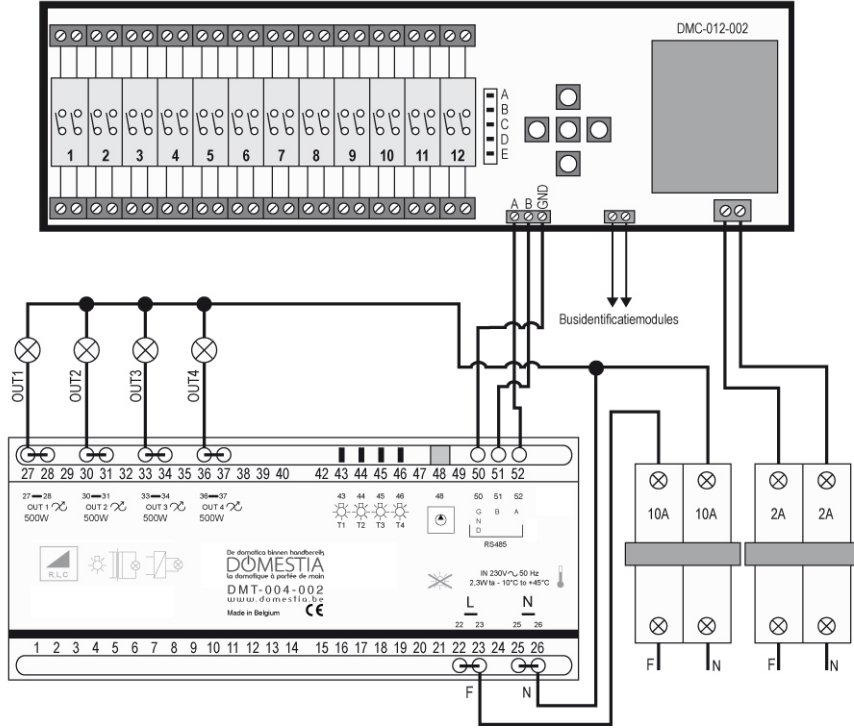 DMC-012-002
A
B
C
D
E
1 2 3 4 5 6 7 8 9 10 11 12
A B GND
Busidentificatiemodules
OUT1 OUT2 OUT3 OUT4
27 28 29 30 31 32 33 34 35 36 37 38 39 40 42 43 44 45 46 47 48 49 50 51 52
27 28 30 31 33 34 36 37 43 44 45 46 48 50 51 52
OUT 1 OUT 2 OUT 3 OUT 4
500W 500W 500W 500W
T1 T2 T3 T4
GND B A
RS485
R,L,C
De domotica binnen handbereik
DOMESTIA
la domotique à portée de main
DMT-004-002
www.domestia.be
Made in Belgium CE
IN 230V 50 Hz
2,3W ta - 10°C to +45°C
L N
22 23 25 26
1 2 3 4 5 6 7 8 9 10 11 12 13 14 15 16 17 18 19 20 21 22 23 24 25 26
F N
10A 10A 2A 2A
F N F N